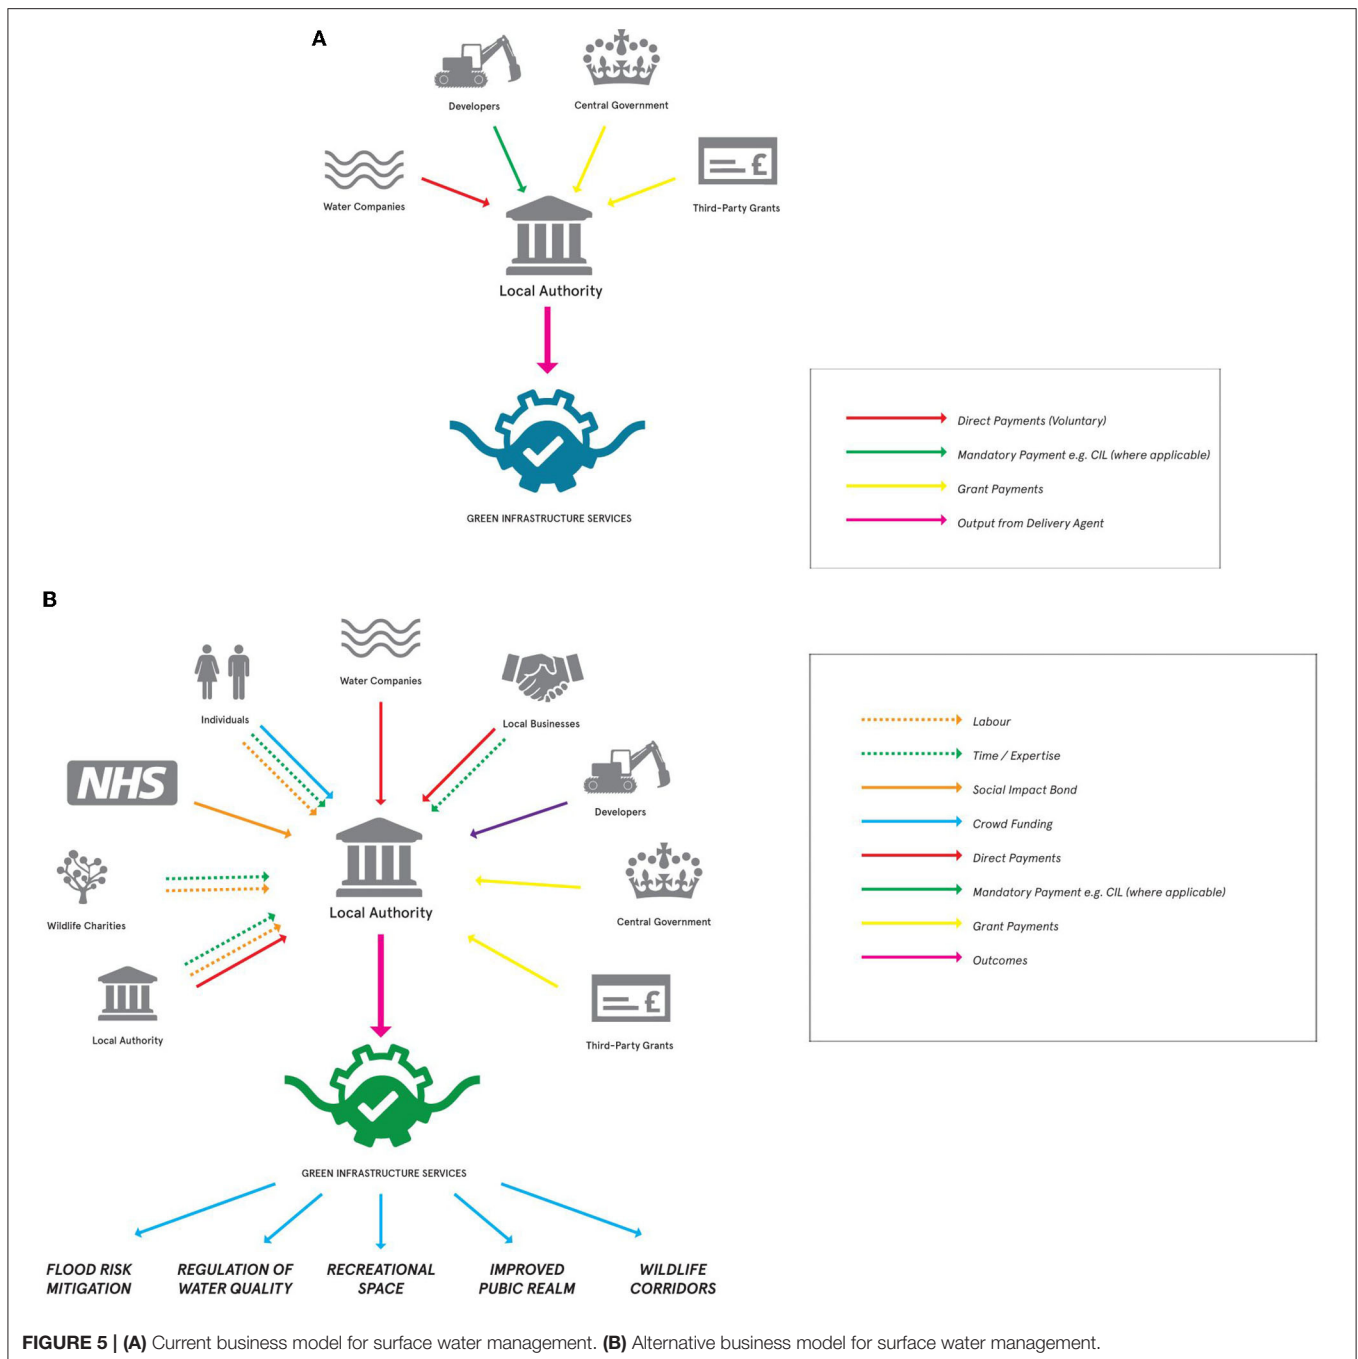 A
Developers
Central Government
Water Companies
Third-Party Grants
£
Local Authority
GREEN INFRASTRUCTURE SERVICES
Direct Payments (Voluntary)
Mandatory Payment e.g. CIL (where applicable)
Grant Payments
Output from Delivery Agent
B
Individuals
Water Companies
Local Businesses
NHS
Developers
Wildlife Charities
Local Authority
Central Government
Local Authority
£
Third-Party Grants
Labour
Time / Expertise
Social Impact Bond
Crowd Funding
Direct Payments
Mandatory Payment e.g. CIL (where applicable)
Grant Payments
Outcomes
GREEN INFRASTRUCTURE SERVICES
FLOOD RISK
MITIGATION
REGULATION OF
WATER QUALITY
RECREATIONAL
SPACE
IMPROVED
PUBIC REALM
WILDLIFE
CORRIDORS
FIGURE 5 | (A) Current business model for surface water management. (B) Alternative business model for surface water management.